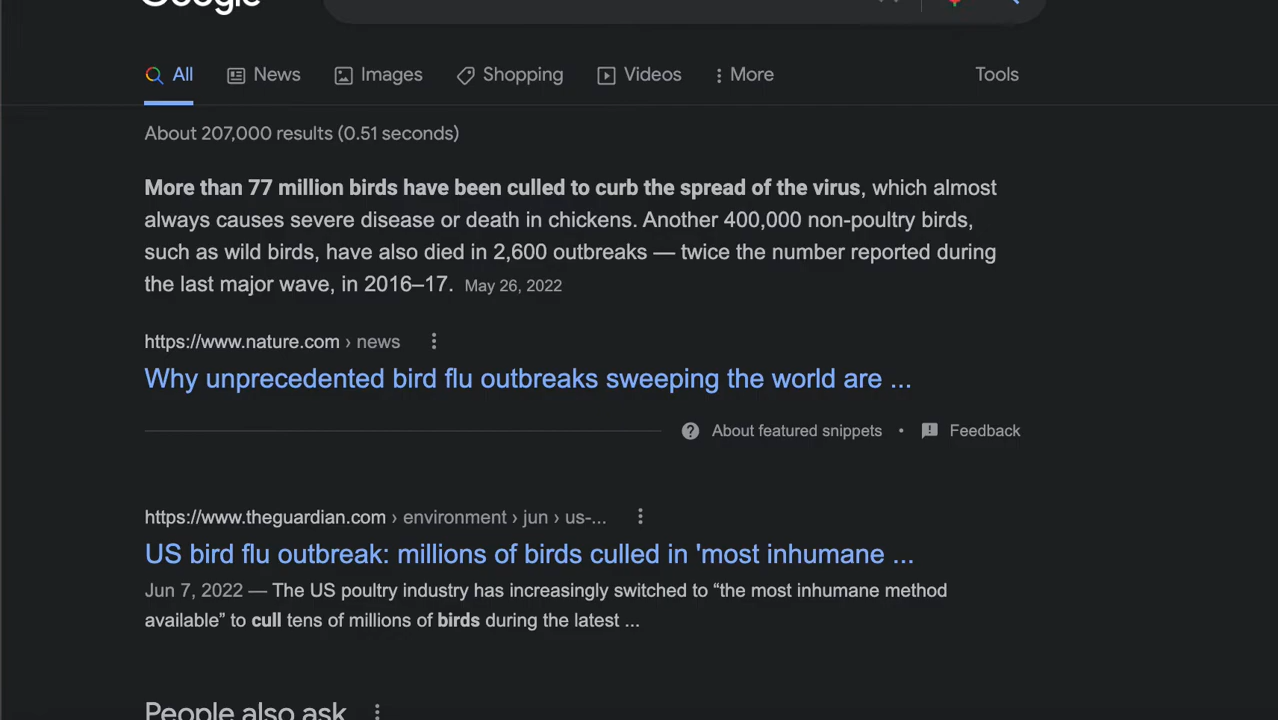 Google
All News Images Shopping Videos More Tools
About 207,000 results (0.51 seconds)
More than 77 million birds have been culled to curb the spread of the virus, which almost
always causes severe disease or death in chickens. Another 400,000 non-poultry birds,
such as wild birds, have also died in 2,600 outbreaks — twice the number reported during
the last major wave, in 2016–17. May 26, 2022
https://www.nature.com › news
Why unprecedented bird flu outbreaks sweeping the world are ...
About featured snippets • Feedback
https://www.theguardian.com › environment › jun › us-...
US bird flu outbreak: millions of birds culled in 'most inhumane ...
Jun 7, 2022 — The US poultry industry has increasingly switched to “the most inhumane method
available” to cull tens of millions of birds during the latest ...
People also ask